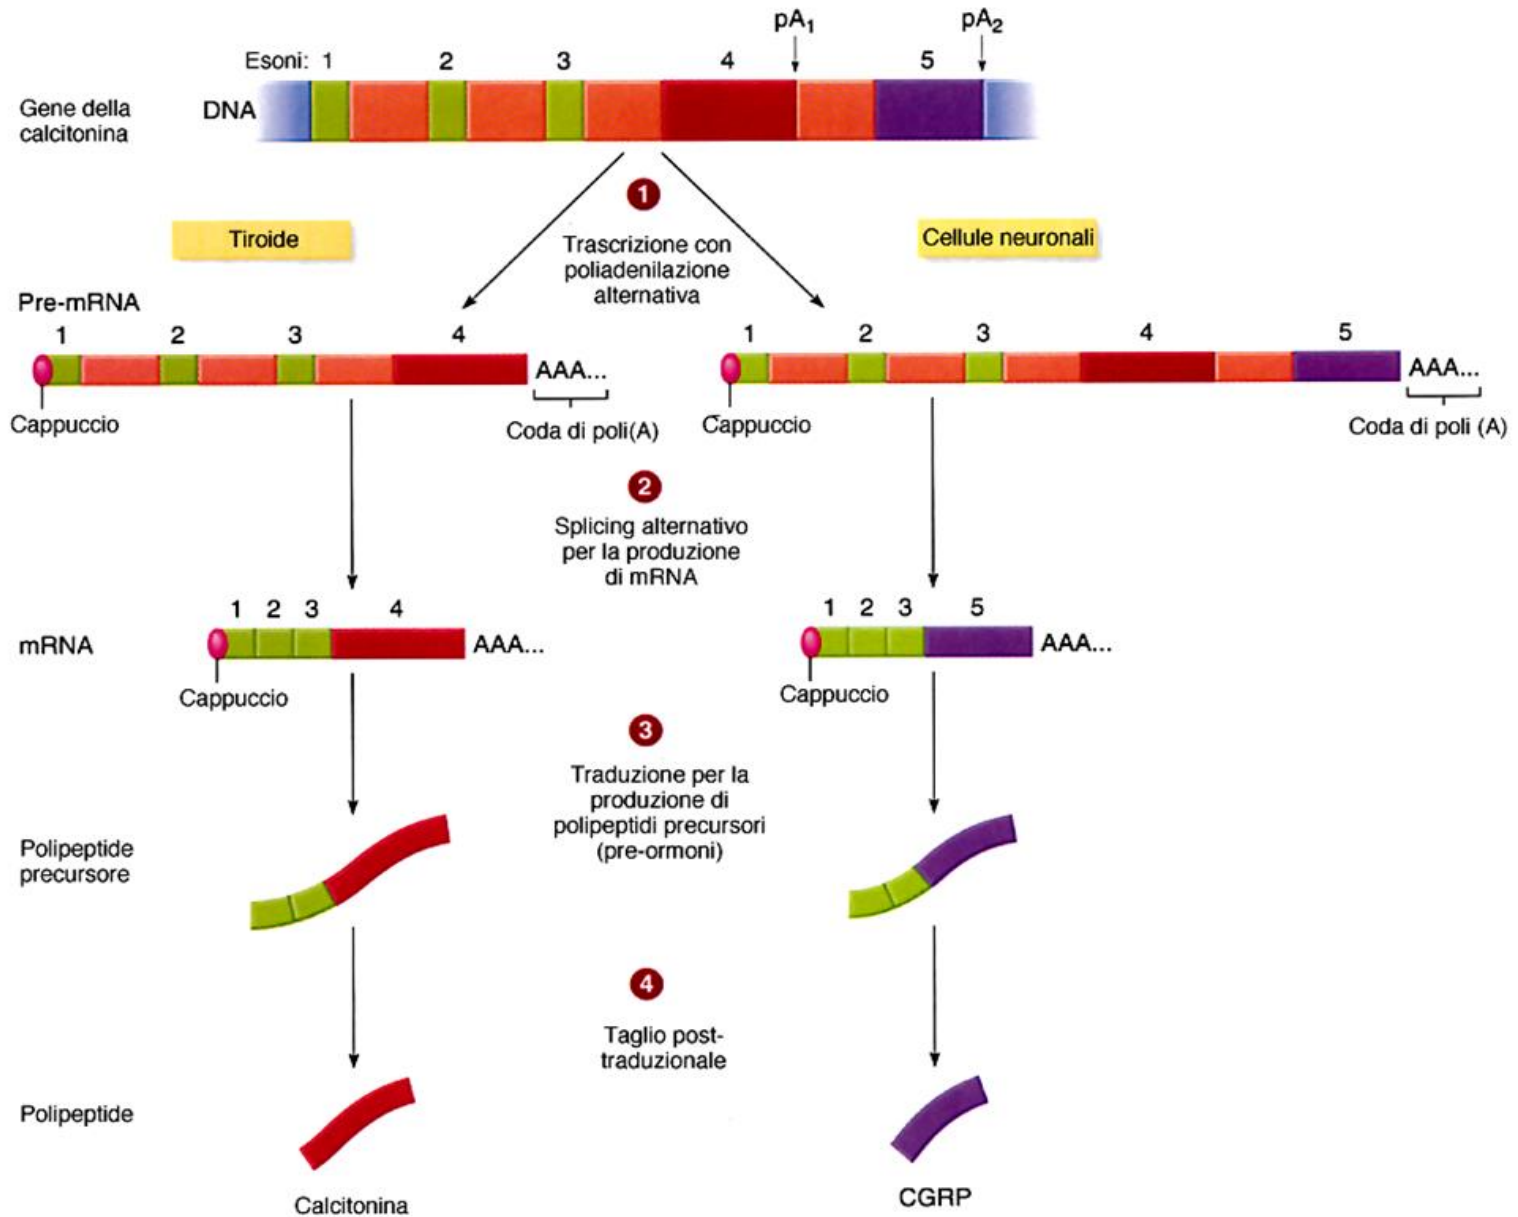 pA1 pA2
Esoni: 1 2 3 4 5
Gene della
calcitonina
DNA
1
Tiroide
Trascrizione con
poliadenilazione
alternativa
Cellule neuronali
Pre-mRNA
1 2 3 4
AAA...
Cappuccio
Coda di poli(A)
1 2 3 4 5
AAA...
Cappuccio
Coda di poli (A)
2
Splicing alternativo
per la produzione
di mRNA
mRNA
1 2 3 4
AAA...
Cappuccio
1 2 3 5
AAA...
Cappuccio
3
Traduzione per la
produzione di
polipeptidi precursori
(pre-ormoni)
Polipeptide
precursore
4
Taglio post-
traduzionale
Polipeptide
Calcitonina
CGRP